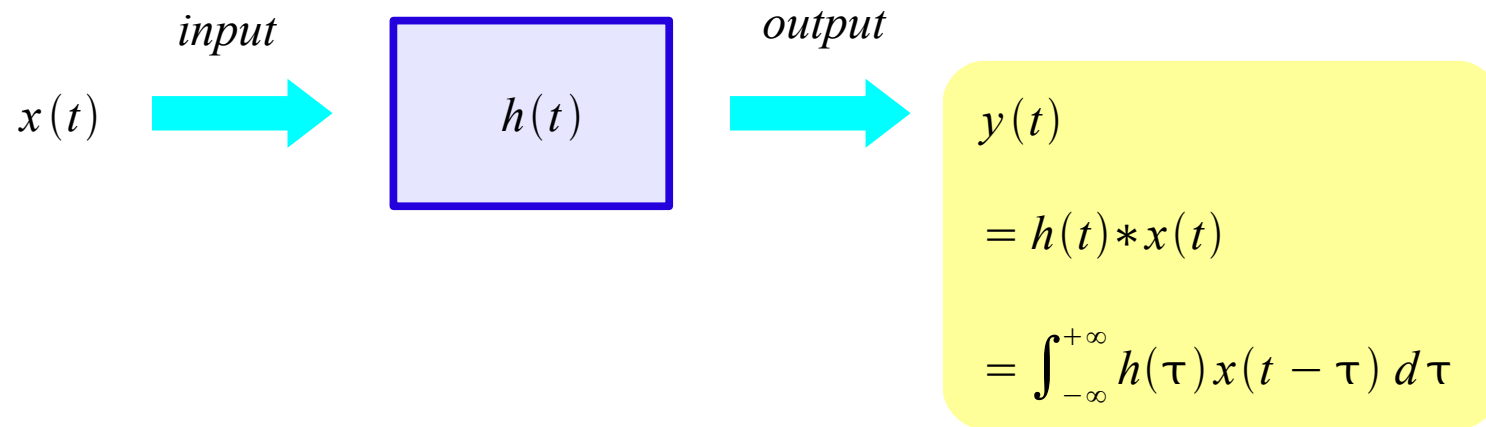 input
output
x(t)
h(t)
y(t)
= h(t)∗x(t)
= ∫_{−∞}^{+∞} h(τ)x(t − τ) dτ